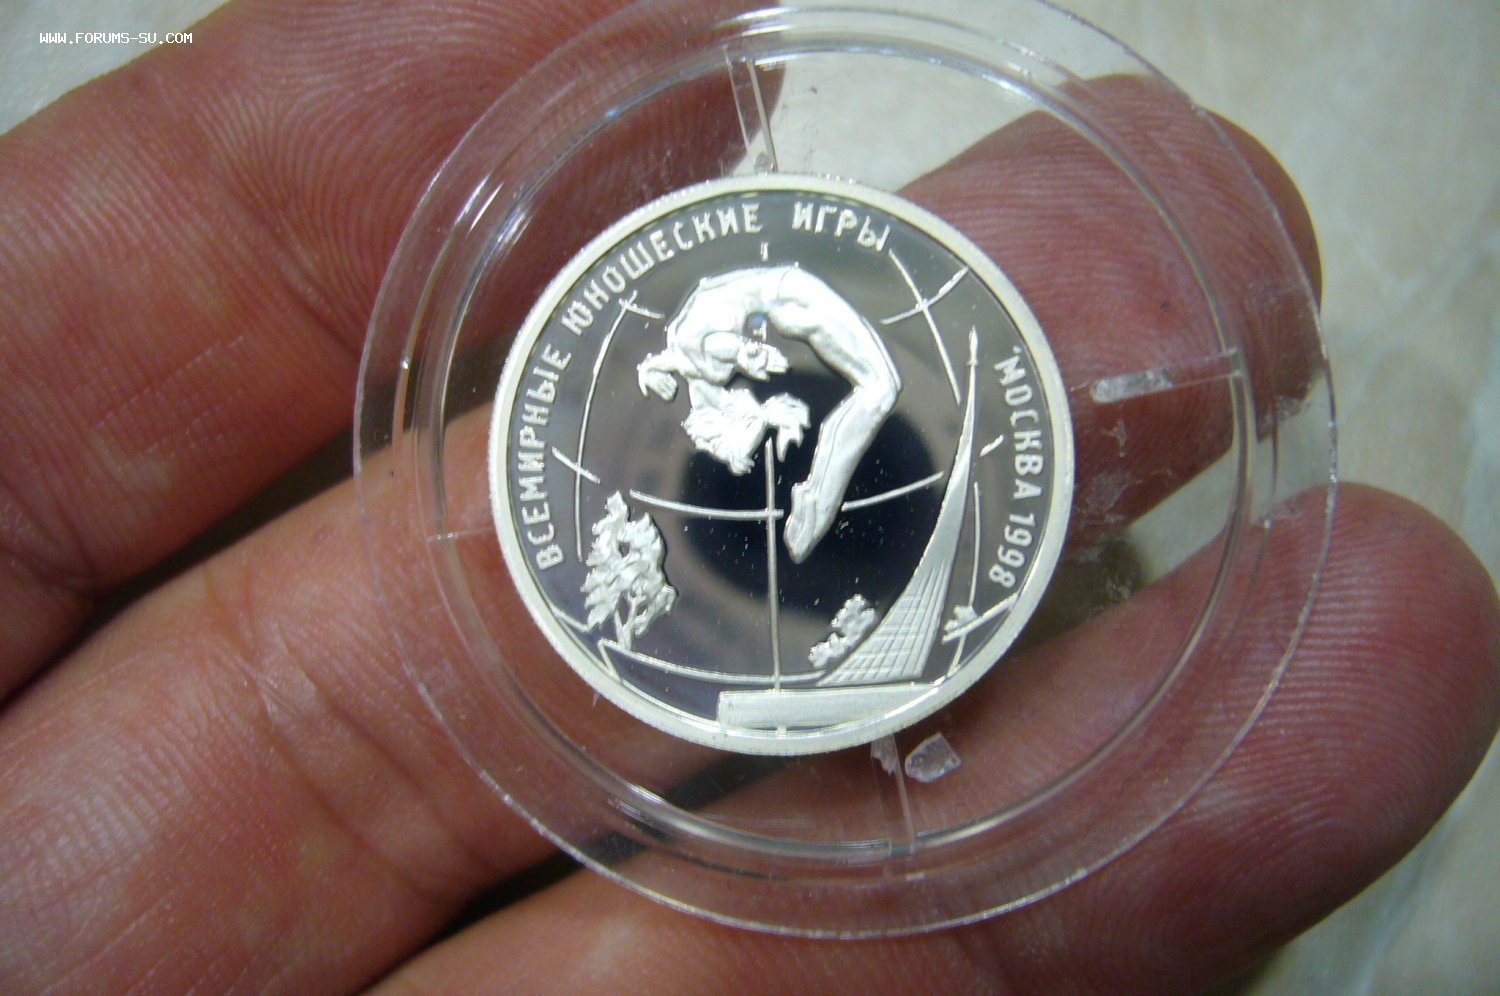 WWW.FORUMS-SU.COM
ВСЕМИРНЫЕ ЮНОШЕСКИЕ ИГРЫ
МОСКВА 1998